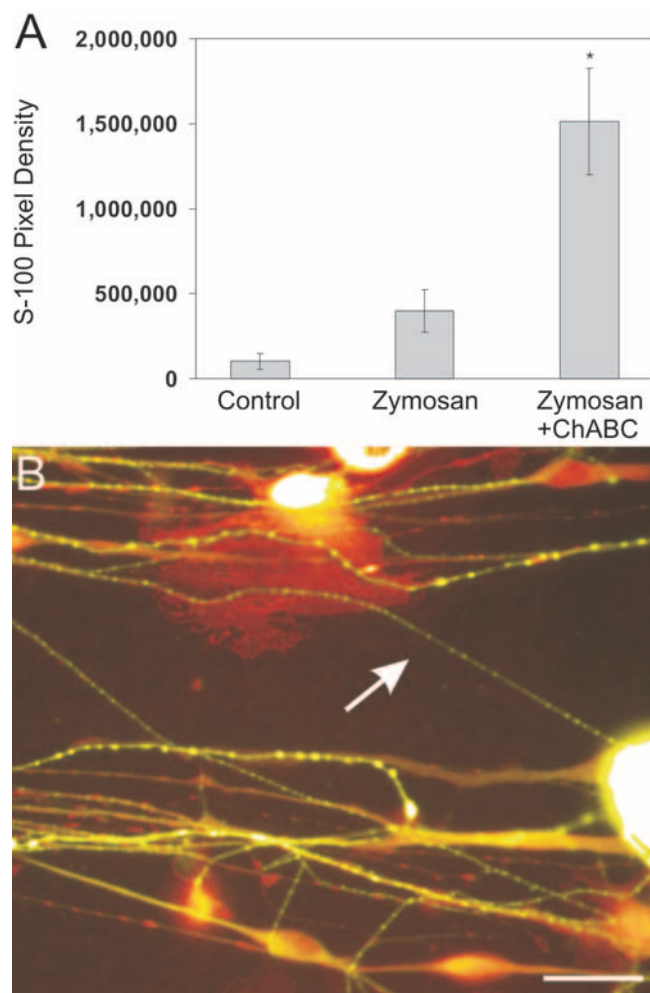 A
2,000,000
1,500,000
1,000,000
500,000
0
S-100 Pixel Density
*
Control
Zymosan
Zymosan
+ChABC
B